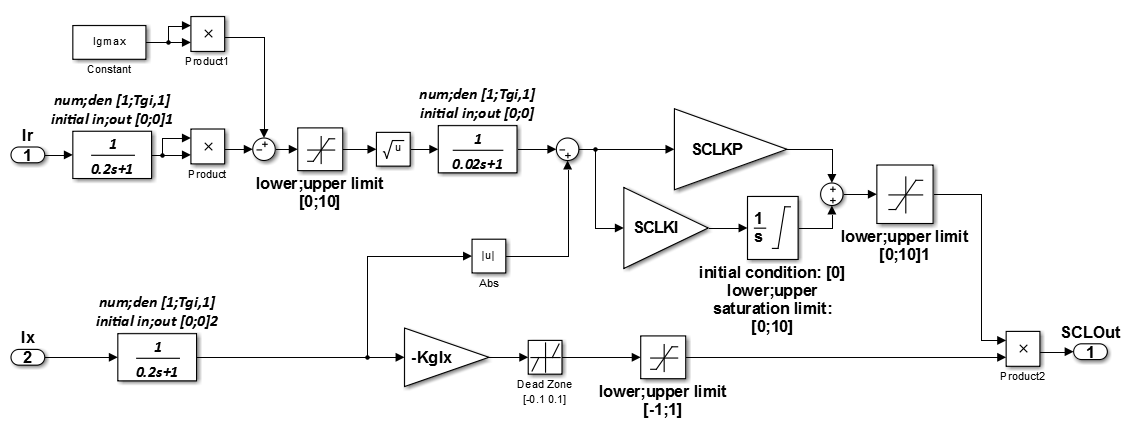 Igmax
Constant
×
Product1
num;den [1;Tgi,1]
initial in;out [0;0]1
Ir
1
1
0.2s+1
×
Product
− +
lower;upper limit
[0;10]
√u
num;den [1;Tgi,1]
initial in;out [0;0]
1
0.02s+1
− +
SCLKP
SCLKI
1
s
initial condition: [0]
lower;upper
saturation limit:
[0;10]
+
+
lower;upper limit
[0;10]1
|u|
Abs
num;den [1;Tgi,1]
initial in;out [0;0]2
Ix
2
1
0.2s+1
-KgIx
Dead Zone
[-0.1 0.1]
lower;upper limit
[-1;1]
×
Product2
SCLOut
1